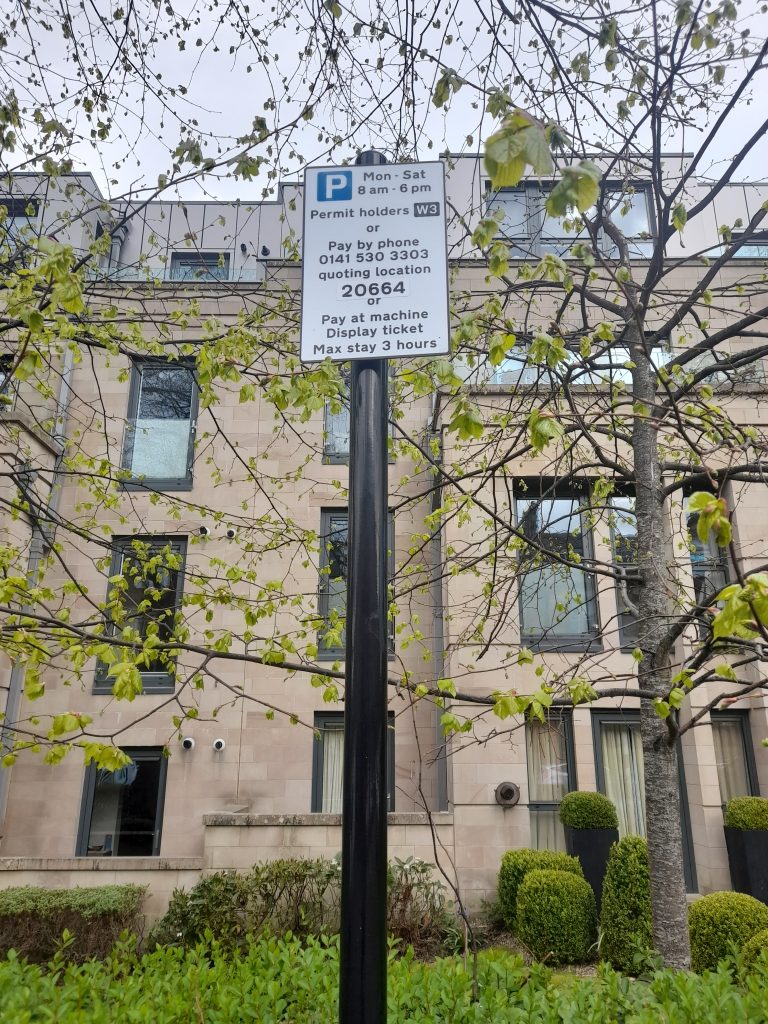 P Mon - Sat
8 am - 6 pm
Permit holders W3
or
Pay by phone
0141 530 3303
quoting location
20664
or
Pay at machine
Display ticket
Max stay 3 hours